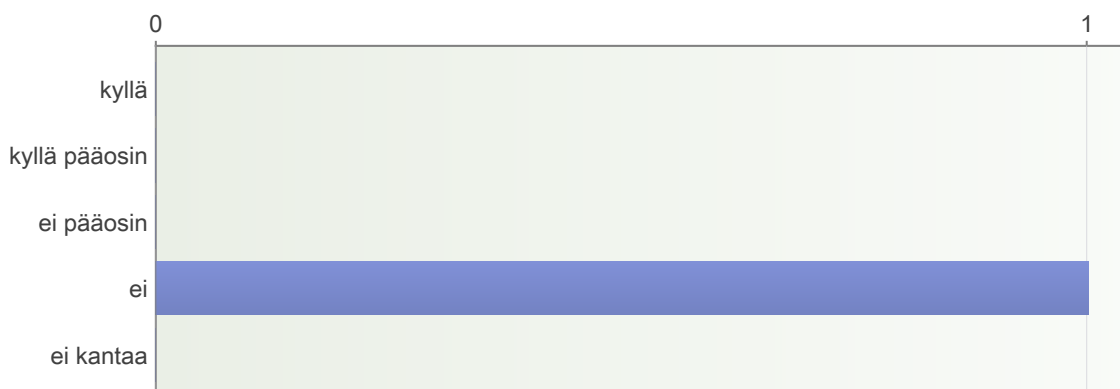 0 1
kyllä
kyllä pääosin
ei pääosin
ei
ei kantaa